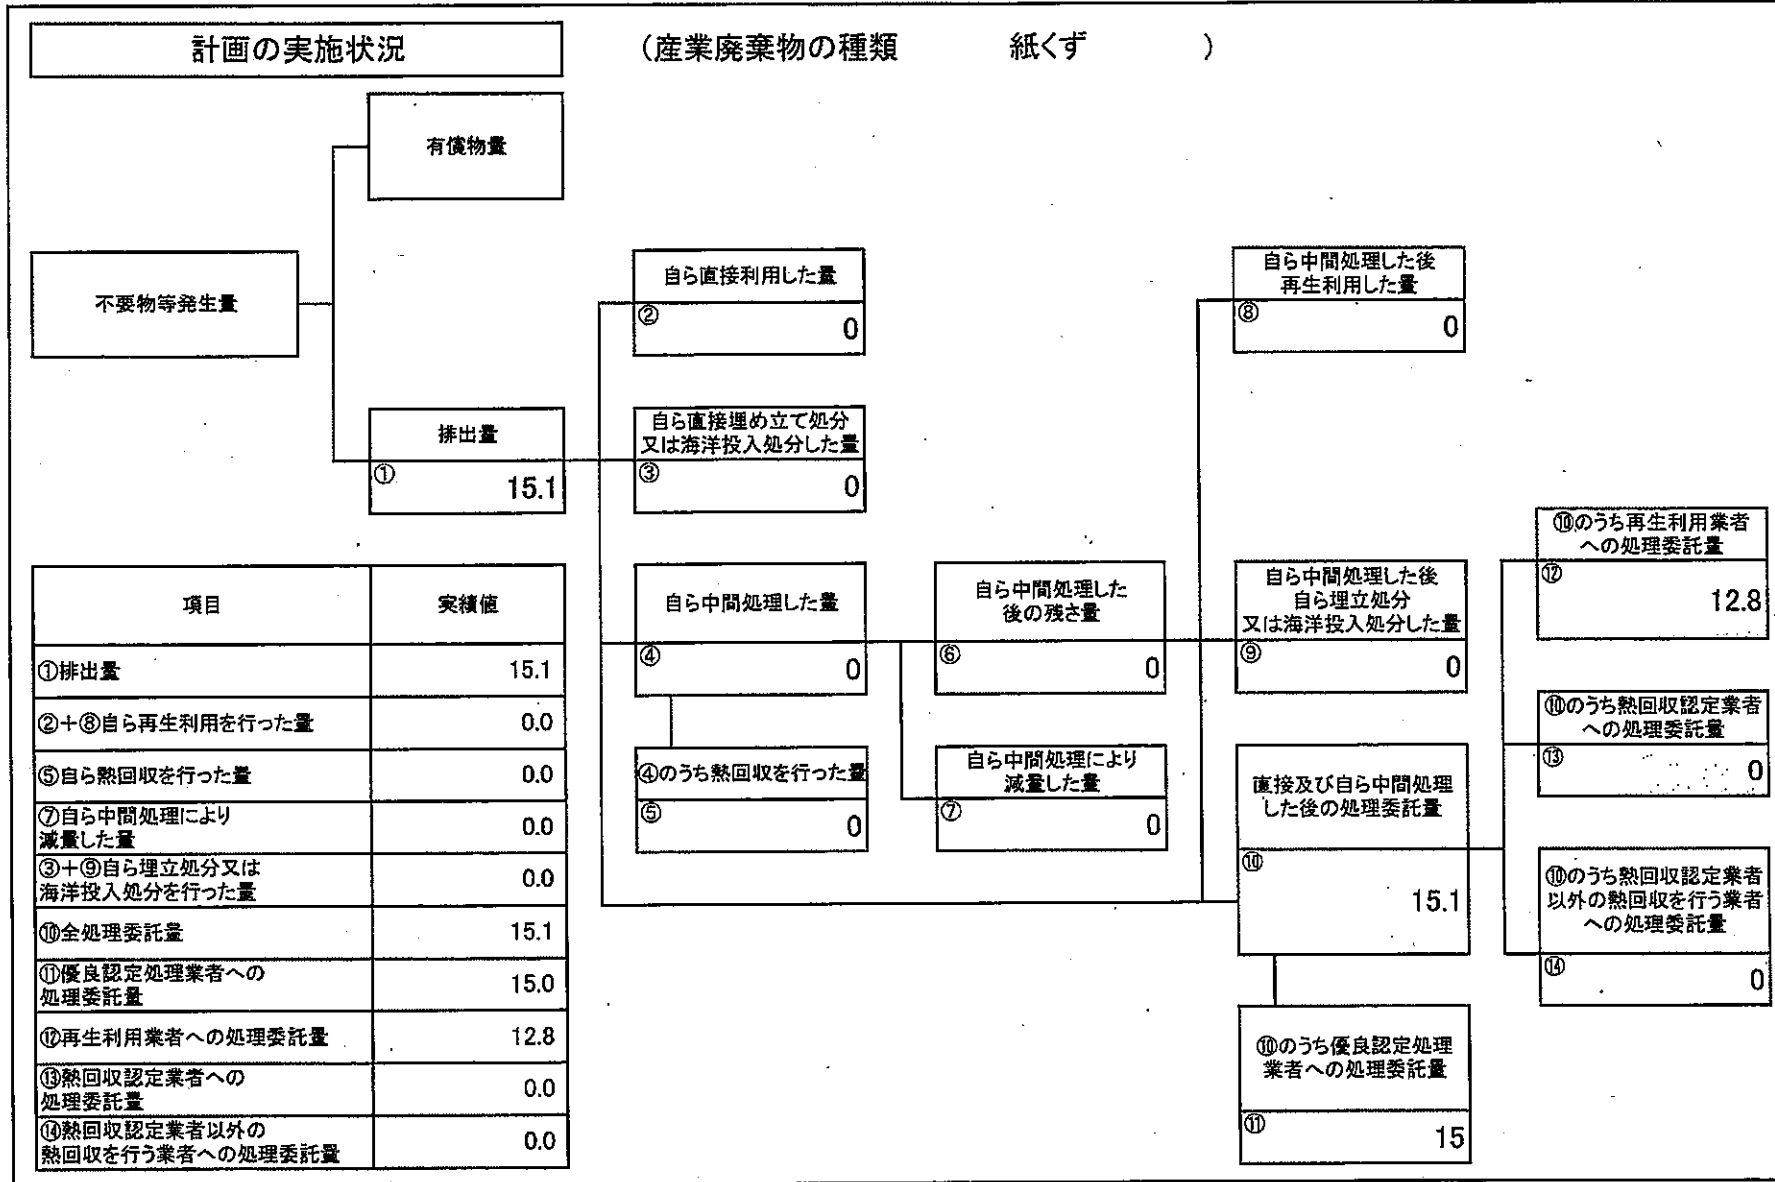 計画の実施状況
（産業廃棄物の種類　　紙くず　　）
有償物量
不要物等発生量
排出量
①
15.1
自ら直接利用した量
②
0
自ら直接埋め立て処分
又は海洋投入処分した量
③
0
自ら中間処理した量
④
0
④のうち熱回収を行った量
⑤
0
自ら中間処理した
後の残さ量
⑥
0
自ら中間処理により
減量した量
⑦
0
自ら中間処理した後
再生利用した量
⑧
0
自ら中間処理した後
自ら埋立処分
又は海洋投入処分した量
⑨
0
直接及び自ら中間処理
した後の処理委託量
⑩
15.1
⑩のうち優良認定処理
業者への処理委託量
⑪
15
⑩のうち再生利用業者
への処理委託量
⑫
12.8
⑩のうち熱回収認定業者
への処理委託量
⑬
0
⑩のうち熱回収認定業者
以外の熱回収を行う業者
への処理委託量
⑭
0
項目 実績値
①排出量 15.1
②＋⑧自ら再生利用を行った量 0.0
⑤自ら熱回収を行った量 0.0
⑦自ら中間処理により
減量した量 0.0
③＋⑨自ら埋立処分又は
海洋投入処分を行った量 0.0
⑩全処理委託量 15.1
⑪優良認定処理業者への
処理委託量 15.0
⑫再生利用業者への処理委託量 12.8
⑬熱回収認定業者への
処理委託量 0.0
⑭熱回収認定業者以外の
熱回収を行う業者への処理委託量 0.0